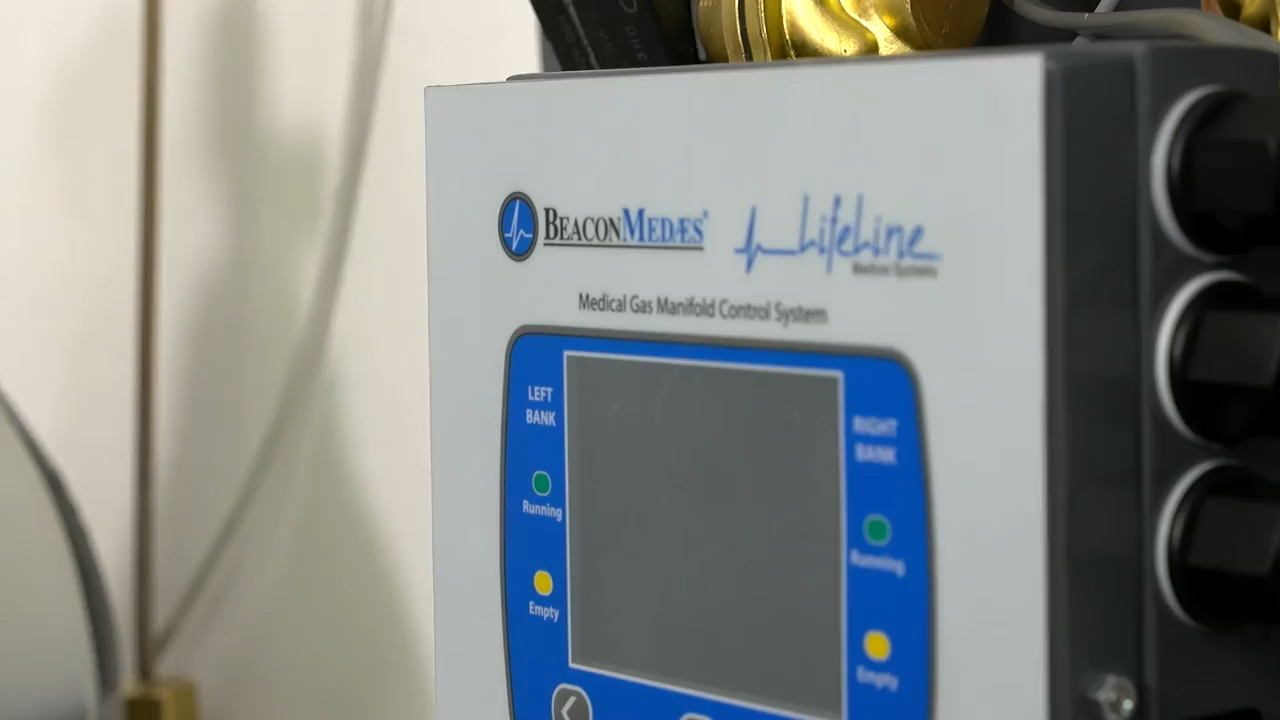 BEACONMEDÆS®
LifeLine
Medical Systems
Medical Gas Manifold Control System
LEFT
BANK
Running
Empty
RIGHT
BANK
Running
Empty